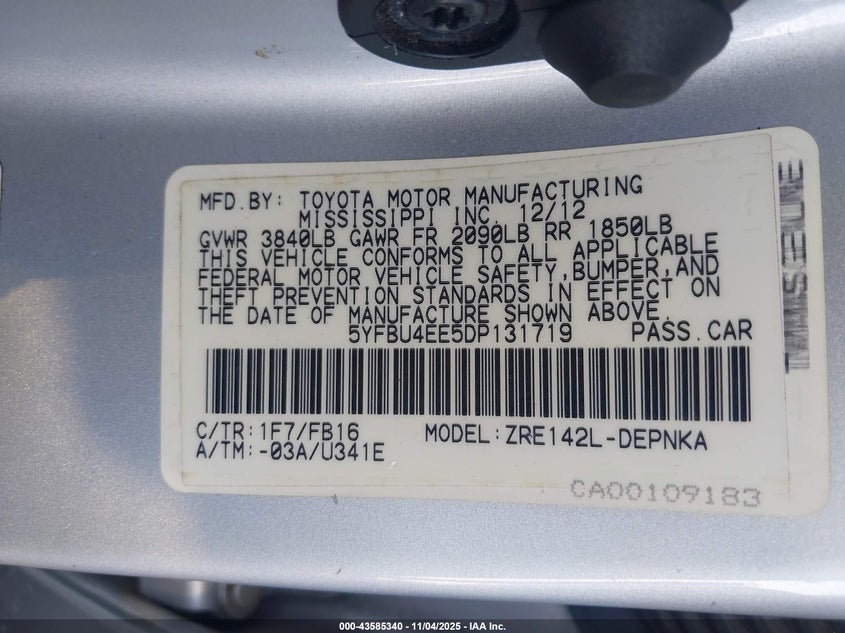 MFD.BY: TOYOTA MOTOR MANUFACTURING
MISSISSIPPI INC. 12/12
GVWR 3840LB GAWR FR 2090LB RR 1850LB
THIS VEHICLE CONFORMS TO ALL APPLICABLE
FEDERAL MOTOR VEHICLE SAFETY,BUMPER,AND
THEFT PREVENTION STANDARDS IN EFFECT ON
THE DATE OF MANUFACTURE SHOWN ABOVE.
5YFBU4EE5DP131719 PASS.CAR
C/TR:1F7/FB16 MODEL:ZRE142L-DEPNKA
A/TM:-03A/U341E
CA00109183
000-43585340 - 11/04/2025 - IAA Inc.